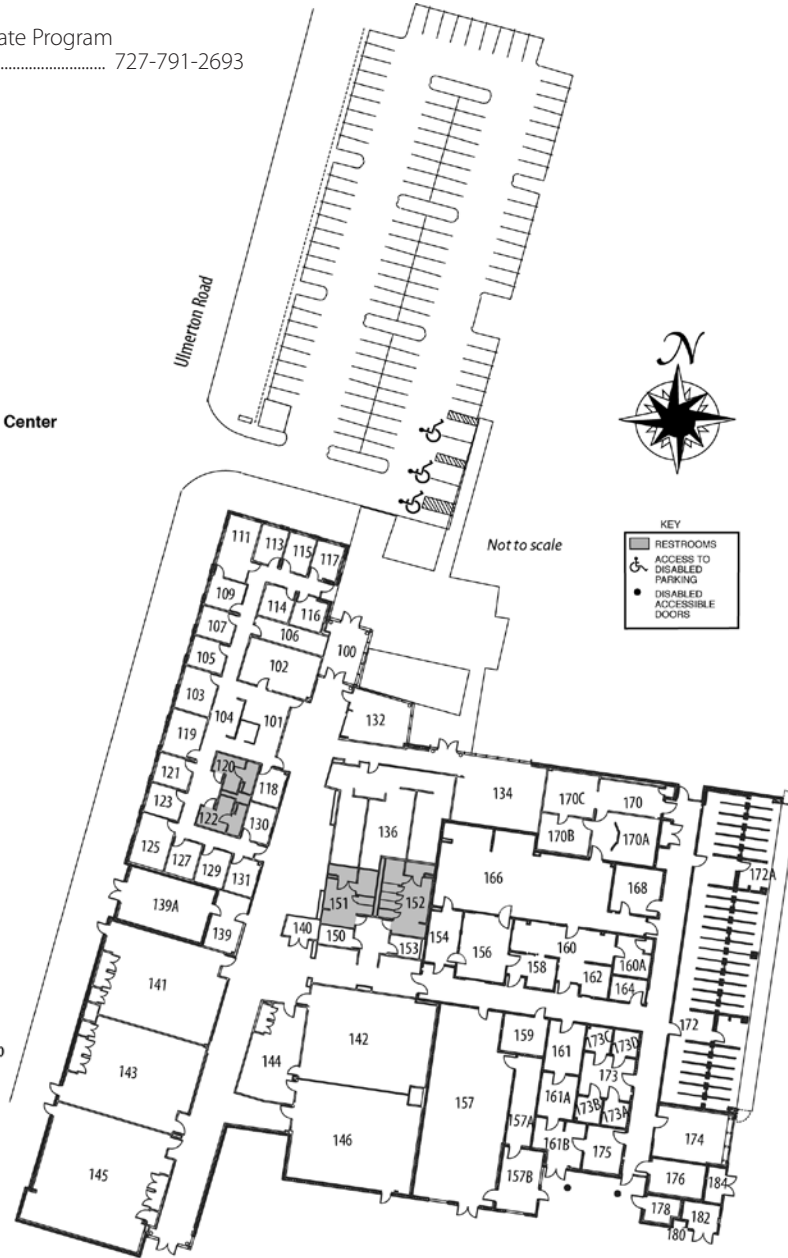 ate Program
............................ 727-791-2693
Ulmerton Road
N
Center
Not to scale
KEY
RESTROOMS
ACCESS TO
DISABLED
PARKING
DISABLED
ACCESSIBLE
DOORS
111
113
115
117
109
114
116
107
106
100
105
102
103
132
104
101
119
120
134
121
118
170C
170
123
122
130
136
170B
170A
125
127
129
131
166
168
172A
151
152
139A
140
150
153
154
156
160
139
158
162
160A
164
141
142
159
161
173C
173D
172
144
173
143
157
161A
173B
173A
157A
161B
175
174
146
145
157B
176
184
178
182
180